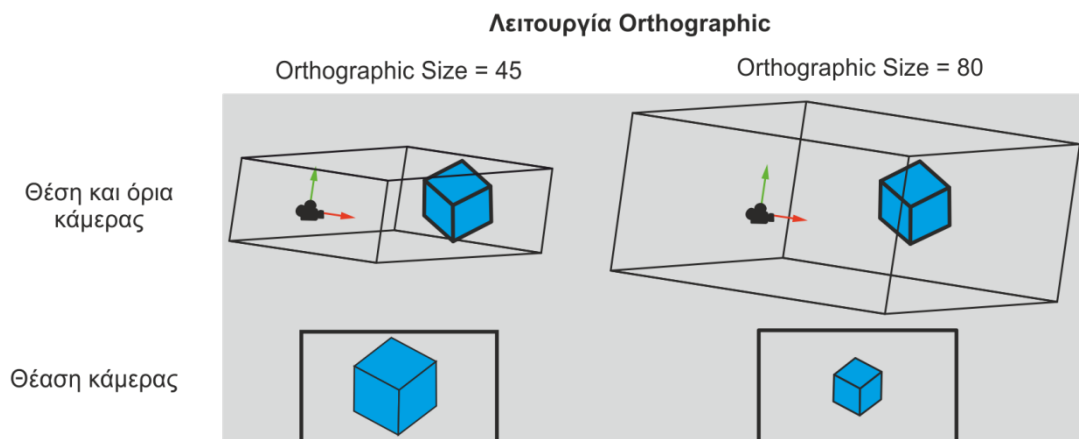 Λειτουργία Orthographic
Orthographic Size = 45
Orthographic Size = 80
Θέση και όρια
κάμερας
Θέαση κάμερας